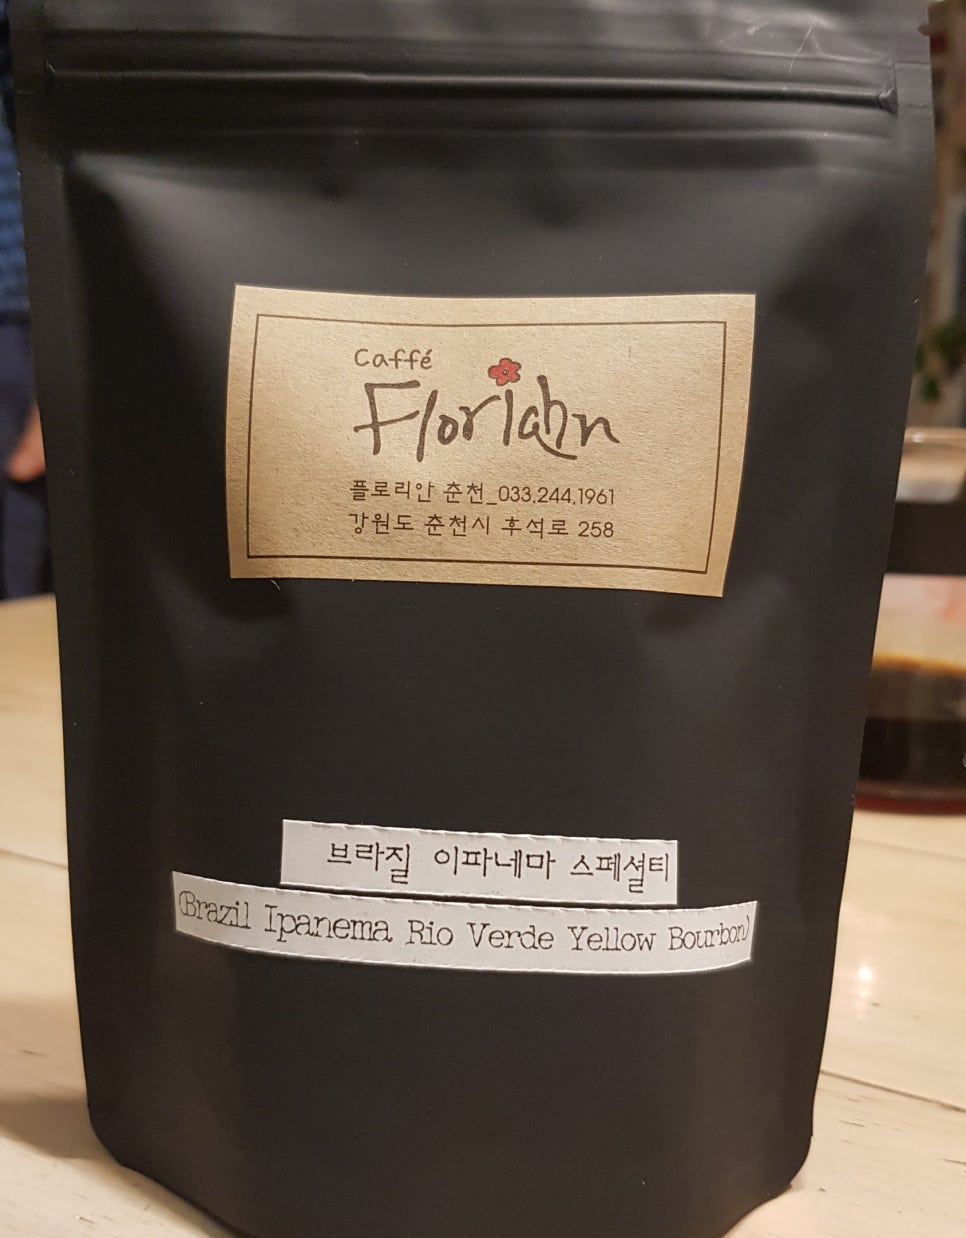 Caffé
Floriahn
플로리안 춘천_033.244.1961
강원도 춘천시 후석로 258
브라질 이파네마 스페셜티
(Brazil Ipanema Rio Verde Yellow Bourbon)